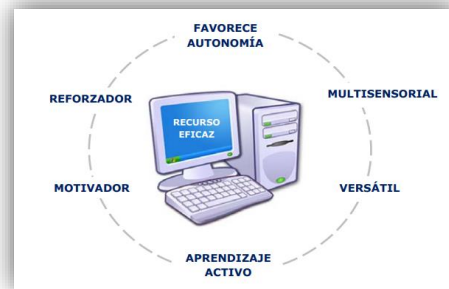 FAVORECE
AUTONOMÍA
REFORZADOR
MULTISENSORIAL
RECURSO
EFICAZ
MOTIVADOR
VERSÁTIL
APRENDIZAJE
ACTIVO